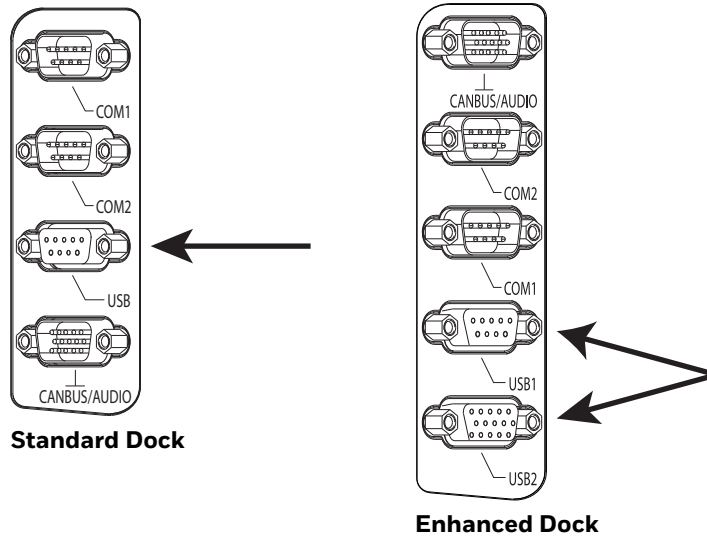 COM1
COM2
USB
CANBUS/AUDIO
Standard Dock
CANBUS/AUDIO
COM2
COM1
USB1
USB2
Enhanced Dock